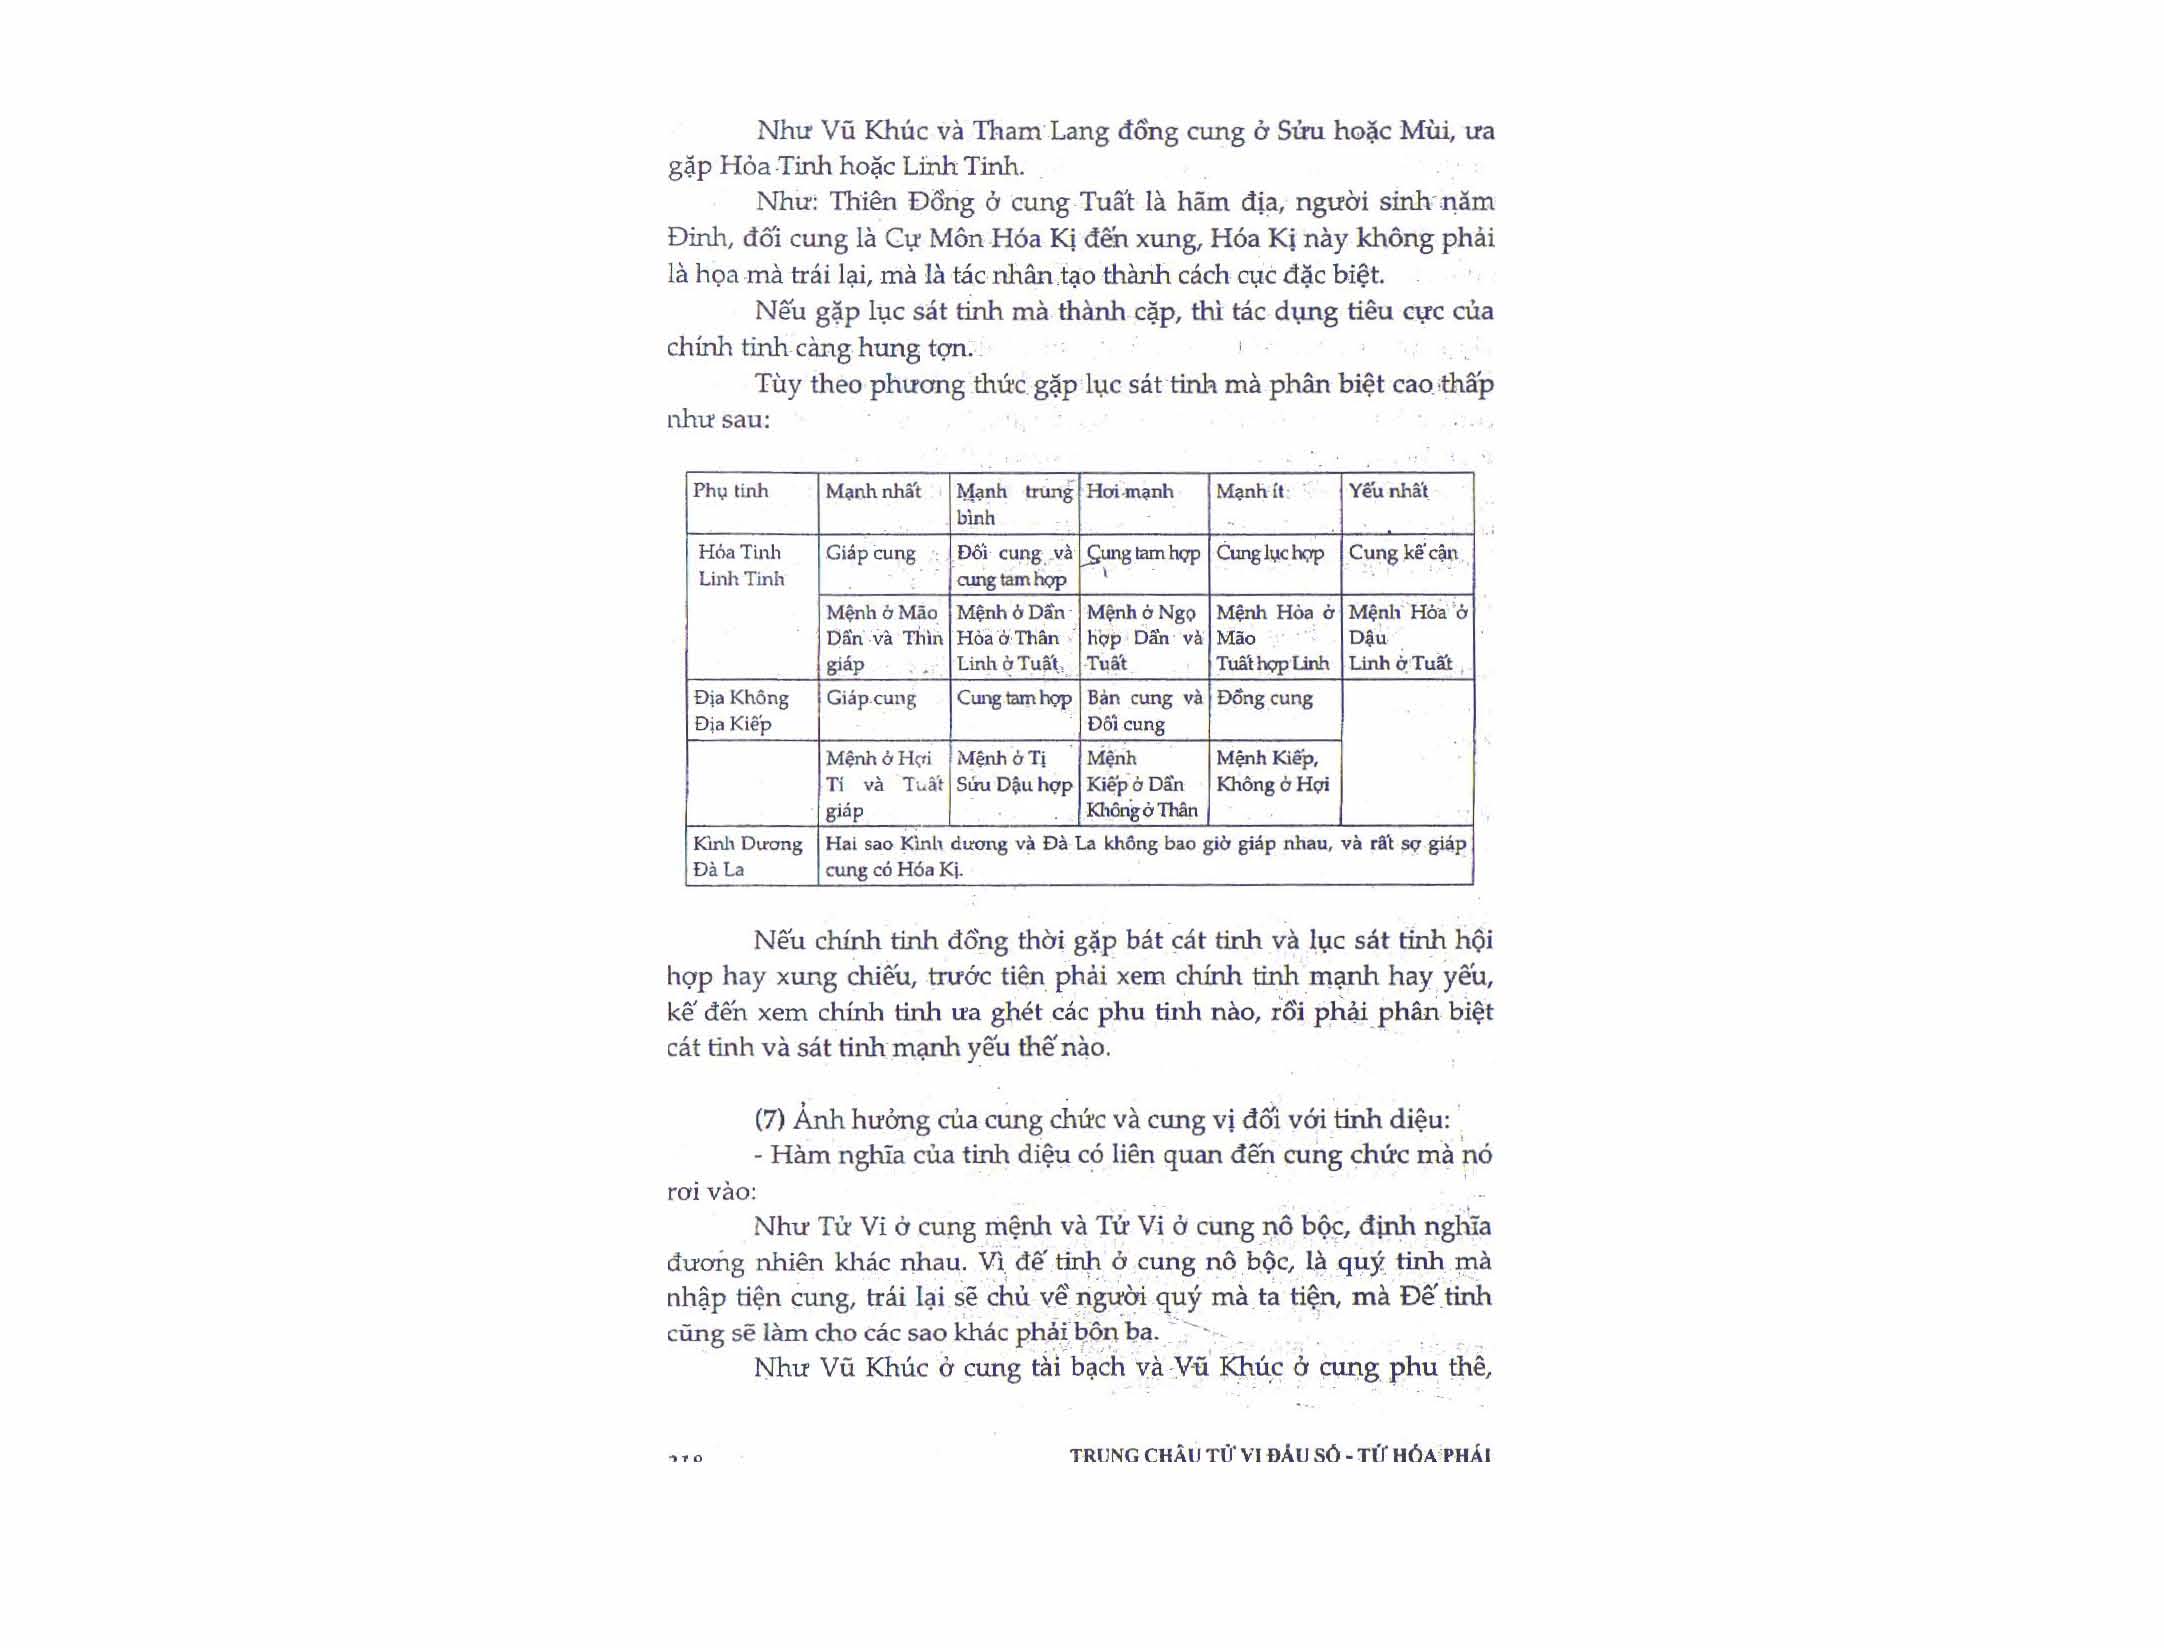 Như Vũ Khúc và Tham Lang đồng cung ở Sửu hoặc Mùi, ưa
gặp Hỏa Tinh hoặc Linh Tinh.
Như: Thiên Đồng ở cung Tuất là hãm địa, người sinh năm
Đinh, đối cung là Cự Môn Hóa Kị đến xung, Hóa Kị này không phải
là họa mà trái lại, mà là tác nhân tạo thành cách cục đặc biệt.
Nếu gặp lục sát tinh mà thành cặp, thì tác dụng tiêu cực của
chính tinh càng hung tợn.
Tùy theo phương thức gặp lục sát tinh mà phân biệt cao thấp
như sau:
Phụ tinh Mạnh nhất Mạnh trung Hơi mạnh Mạnh ít Yếu nhất
bình
Hỏa Tinh Giáp cung Đối cung và Cung tam hợp Cung lục hợp Cung kế cận
Linh Tinh cung tam hợp
Mệnh ở Mão Mệnh ở Dần Mệnh ở Ngọ Mệnh Hỏa ở Mệnh Hỏa ở
Dần và Thìn Hỏa ở Thân hợp Dần và Mão Dậu
giáp Linh ở Tuất Tuất Tuất hợp Linh Linh ở Tuất
Địa Không Giáp cung Cung tam hợp Bản cung và Đồng cung
Địa Kiếp Đối cung
Mệnh ở Hợi Mệnh ở Tị Mệnh Mệnh Kiếp,
Tí và Tuất Sửu Dậu hợp Kiếp ở Dần Không ở Hợi
giáp Không ở Thân
Kình Dương Hai sao Kình dương và Đà La không bao giờ giáp nhau, và rất sợ giáp
Đà La cung có Hóa Kị.
Nếu chính tinh đồng thời gặp bát cát tinh và lục sát tinh hội
hợp hay xung chiếu, trước tiên phải xem chính tinh mạnh hay yếu,
kế đến xem chính tinh ưa ghét các phu tinh nào, rồi phải phân biệt
cát tinh và sát tinh mạnh yếu thế nào.
(7) Ảnh hưởng của cung chức và cung vị đối với tinh diệu:
- Hàm nghĩa của tinh diệu có liên quan đến cung chức mà nó
rơi vào:
Như Tử Vi ở cung mệnh và Tử Vi ở cung nô bộc, định nghĩa
đương nhiên khác nhau. Vì đế tinh ở cung nô bộc, là quý tinh mà
nhập tiện cung, trái lại sẽ chủ về người quý mà ta tiện, mà Đế tinh
cũng sẽ làm cho các sao khác phải bôn ba.
Như Vũ Khúc ở cung tài bạch và Vũ Khúc ở cung phu thê,
TRUNG CHÂU TỬ VI ĐẨU SỐ - TỨ HÓA PHÁI